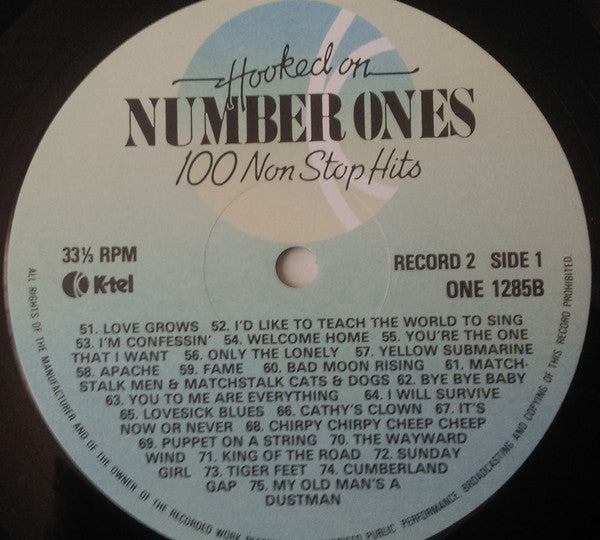 Hooked on
NUMBER ONES
100 Non Stop Hits
33⅓ RPM
K-tel
RECORD 2 SIDE 1
ONE 1285B
51. LOVE GROWS 52. I'D LIKE TO TEACH THE WORLD TO SING
53. I'M CONFESSIN' 54. WELCOME HOME 55. YOU'RE THE ONE
THAT I WANT 56. ONLY THE LONELY 57. YELLOW SUBMARINE
58. APACHE 59. FAME 60. BAD MOON RISING 61. MATCH-
STALK MEN & MATCHSTALK CATS & DOGS 62. BYE BYE BABY
63. YOU TO ME ARE EVERYTHING 64. I WILL SURVIVE
65. LOVESICK BLUES 66. CATHY'S CLOWN 67. IT'S
NOW OR NEVER 68. CHIRPY CHIRPY CHEEP CHEEP
69. PUPPET ON A STRING 70. THE WAYWARD
WIND 71. KING OF THE ROAD 72. SUNDAY
GIRL 73. TIGER FEET 74. CUMBERLAND
GAP 75. MY OLD MAN'S A
DUSTMAN
ALL RIGHTS OF THE MANUFACTURER AND OF THE OWNER OF THE RECORDED WORK PUBLIC PERFORMANCE, BROADCASTING AND COPYING OF THIS RECORD PROHIBITED.